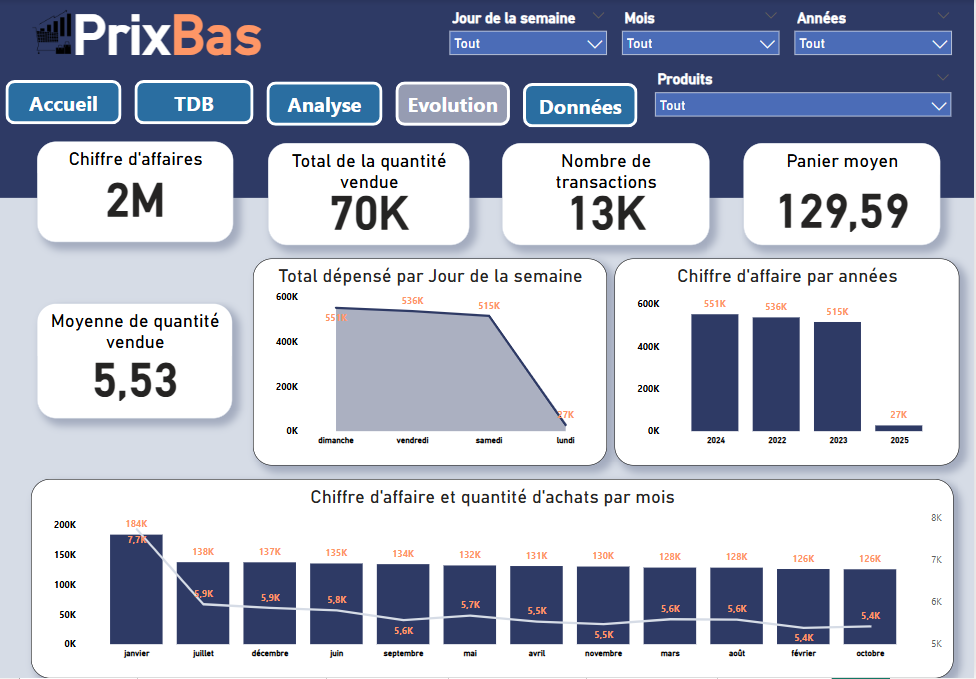 PrixBas
Jour de la semaine
Tout
Mois
Tout
Années
Tout
Produits
Tout
Accueil
TDB
Analyse
Evolution
Données
Chiffre d'affaires
2M
Total de la quantité
vendue
70K
Nombre de
transactions
13K
Panier moyen
129,59
Moyenne de quantité
vendue
5,53
Total dépensé par Jour de la semaine
600K
400K
200K
0K
551K
536K
515K
27K
dimanche
vendredi
samedi
lundi
Chiffre d'affaire par années
600K
400K
200K
0K
551K
536K
515K
27K
2024
2022
2023
2025
Chiffre d'affaire et quantité d'achats par mois
200K
150K
100K
50K
0K
184K
138K
137K
135K
134K
132K
131K
130K
128K
128K
126K
126K
7,7K
5,9K
5,9K
5,8K
5,6K
5,7K
5,5K
5,5K
5,6K
5,6K
5,4K
5,4K
8K
7K
6K
5K
janvier
juillet
décembre
juin
septembre
mai
avril
novembre
mars
août
février
octobre